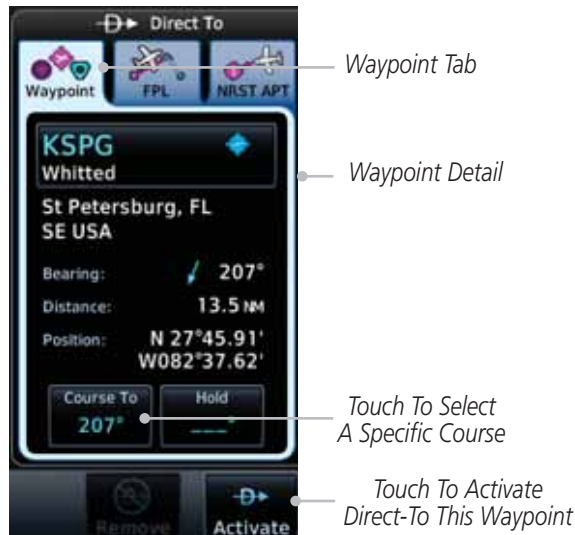 Direct To
Waypoint FPL NRST APT
Waypoint Tab
KSPG
Whitted
Waypoint Detail
St Petersburg, FL
SE USA
Bearing: 207°
Distance: 13.5 NM
Position: N 27°45.91'
W082°37.62'
Course To Hold
207° ___°
Touch To Select
A Specific Course
Remove Activate
Touch To Activate
Direct-To This Waypoint